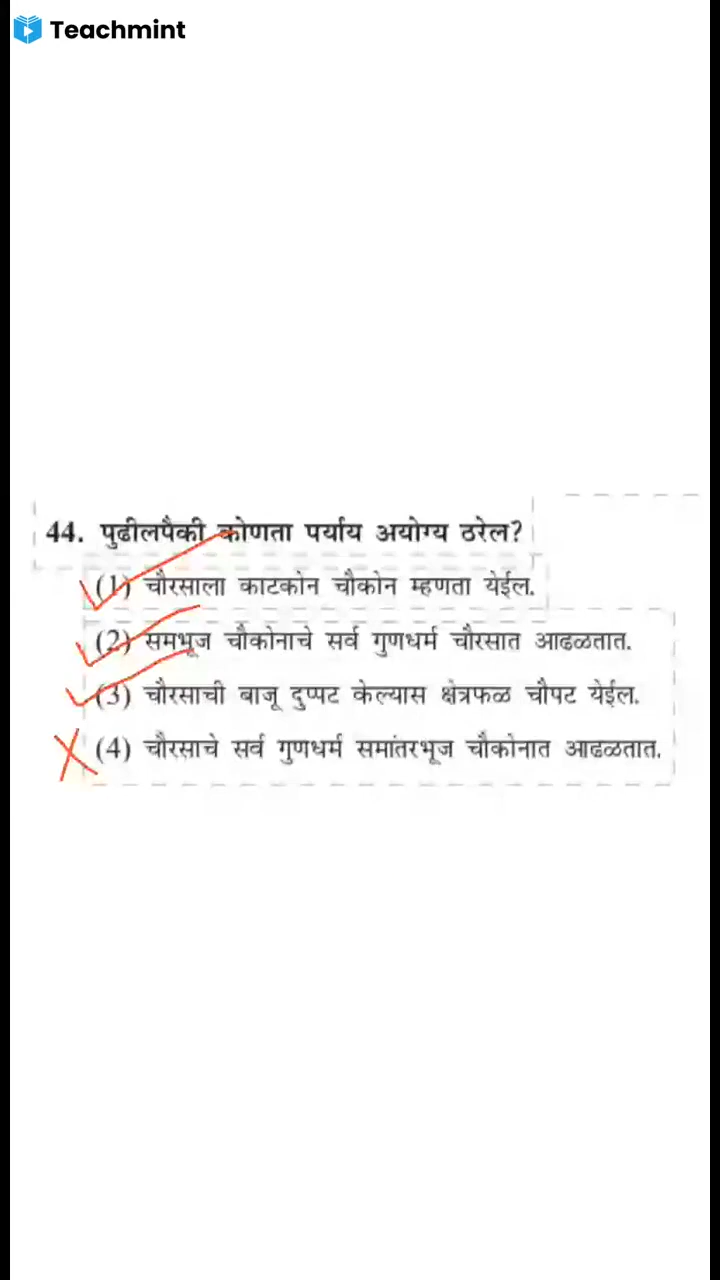 Teachmint
44. पुढीलपैकी कोणता पर्याय अयोग्य ठरेल?
(1) चौरसाला काटकोन चौकोन म्हणता येईल.
(2) समभूज चौकोनाचे सर्व गुणधर्म चौरसात आढळतात.
(3) चौरसाची बाजू दुप्पट केल्यास क्षेत्रफळ चौपट येईल.
(4) चौरसाचे सर्व गुणधर्म समांतरभूज चौकोनात आढळतात.